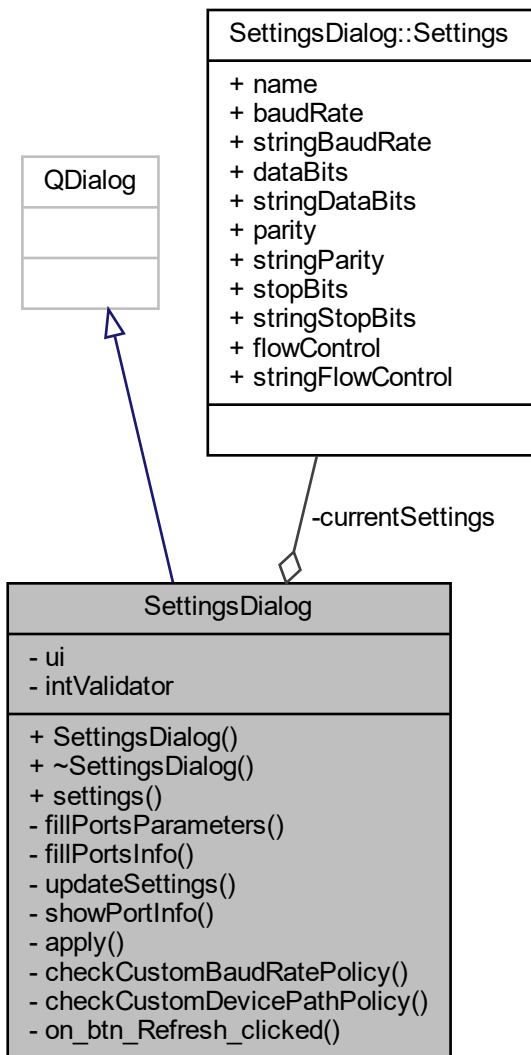 SettingsDialog::Settings
+ name
+ baudRate
+ stringBaudRate
+ dataBits
+ stringDataBits
+ parity
+ stringParity
+ stopBits
+ stringStopBits
+ flowControl
+ stringFlowControl
QDialog
-currentSettings
SettingsDialog
- ui
- intValidator
+ SettingsDialog()
+ ~SettingsDialog()
+ settings()
- fillPortsParameters()
- fillPortsInfo()
- updateSettings()
- showPortInfo()
- apply()
- checkCustomBaudRatePolicy()
- checkCustomDevicePathPolicy()
- on_btn_Refresh_clicked()